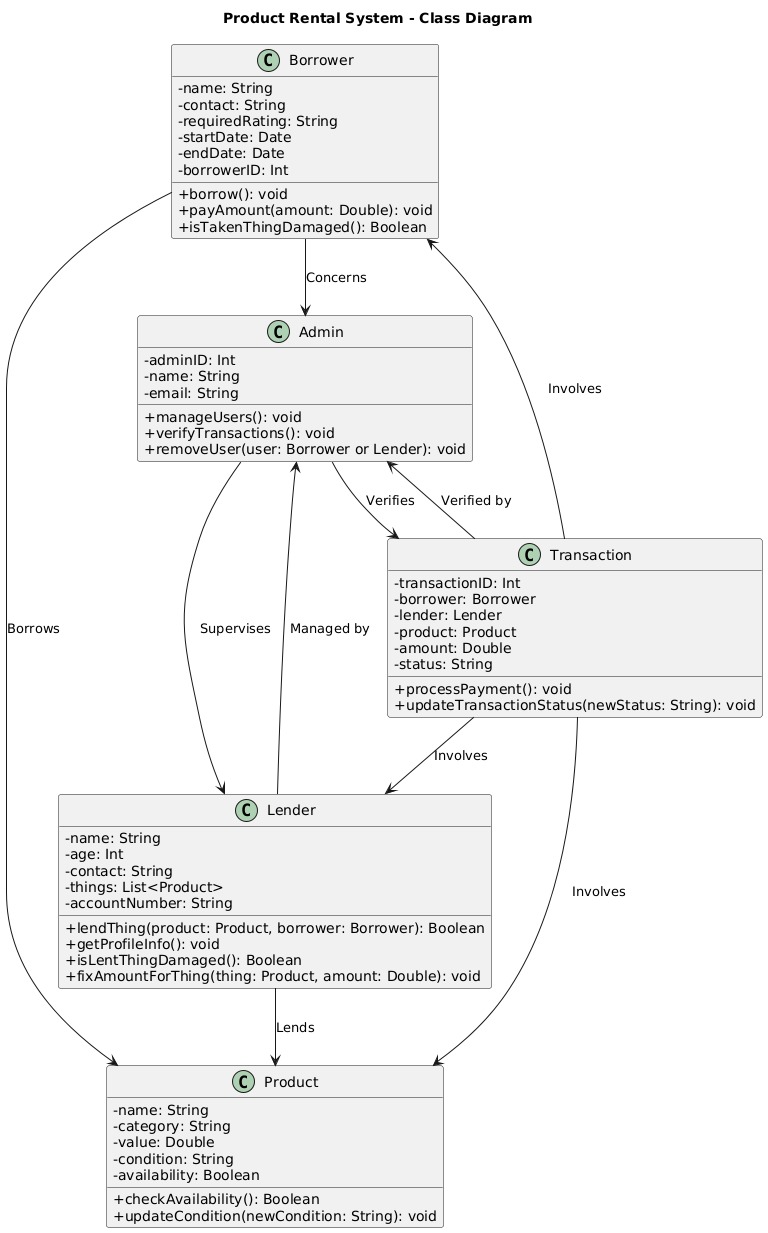 Product Rental System - Class Diagram
C Borrower
-name: String
-contact: String
-requiredRating: String
-startDate: Date
-endDate: Date
-borrowerID: Int
+borrow(): void
+payAmount(amount: Double): void
+isTakenThingDamaged(): Boolean
Concerns
C Admin
-adminID: Int
-name: String
-email: String
+manageUsers(): void
+verifyTransactions(): void
+removeUser(user: Borrower or Lender): void
Involves
Verifies
Verified by
C Transaction
-transactionID: Int
-borrower: Borrower
-lender: Lender
-product: Product
-amount: Double
-status: String
+processPayment(): void
+updateTransactionStatus(newStatus: String): void
Borrows
Supervises
Managed by
Involves
C Lender
-name: String
-age: Int
-contact: String
-things: List<Product>
-accountNumber: String
+lendThing(product: Product, borrower: Borrower): Boolean
+getProfileInfo(): void
+isLentThingDamaged(): Boolean
+fixAmountForThing(thing: Product, amount: Double): void
Involves
Lends
C Product
-name: String
-category: String
-value: Double
-condition: String
-availability: Boolean
+checkAvailability(): Boolean
+updateCondition(newCondition: String): void